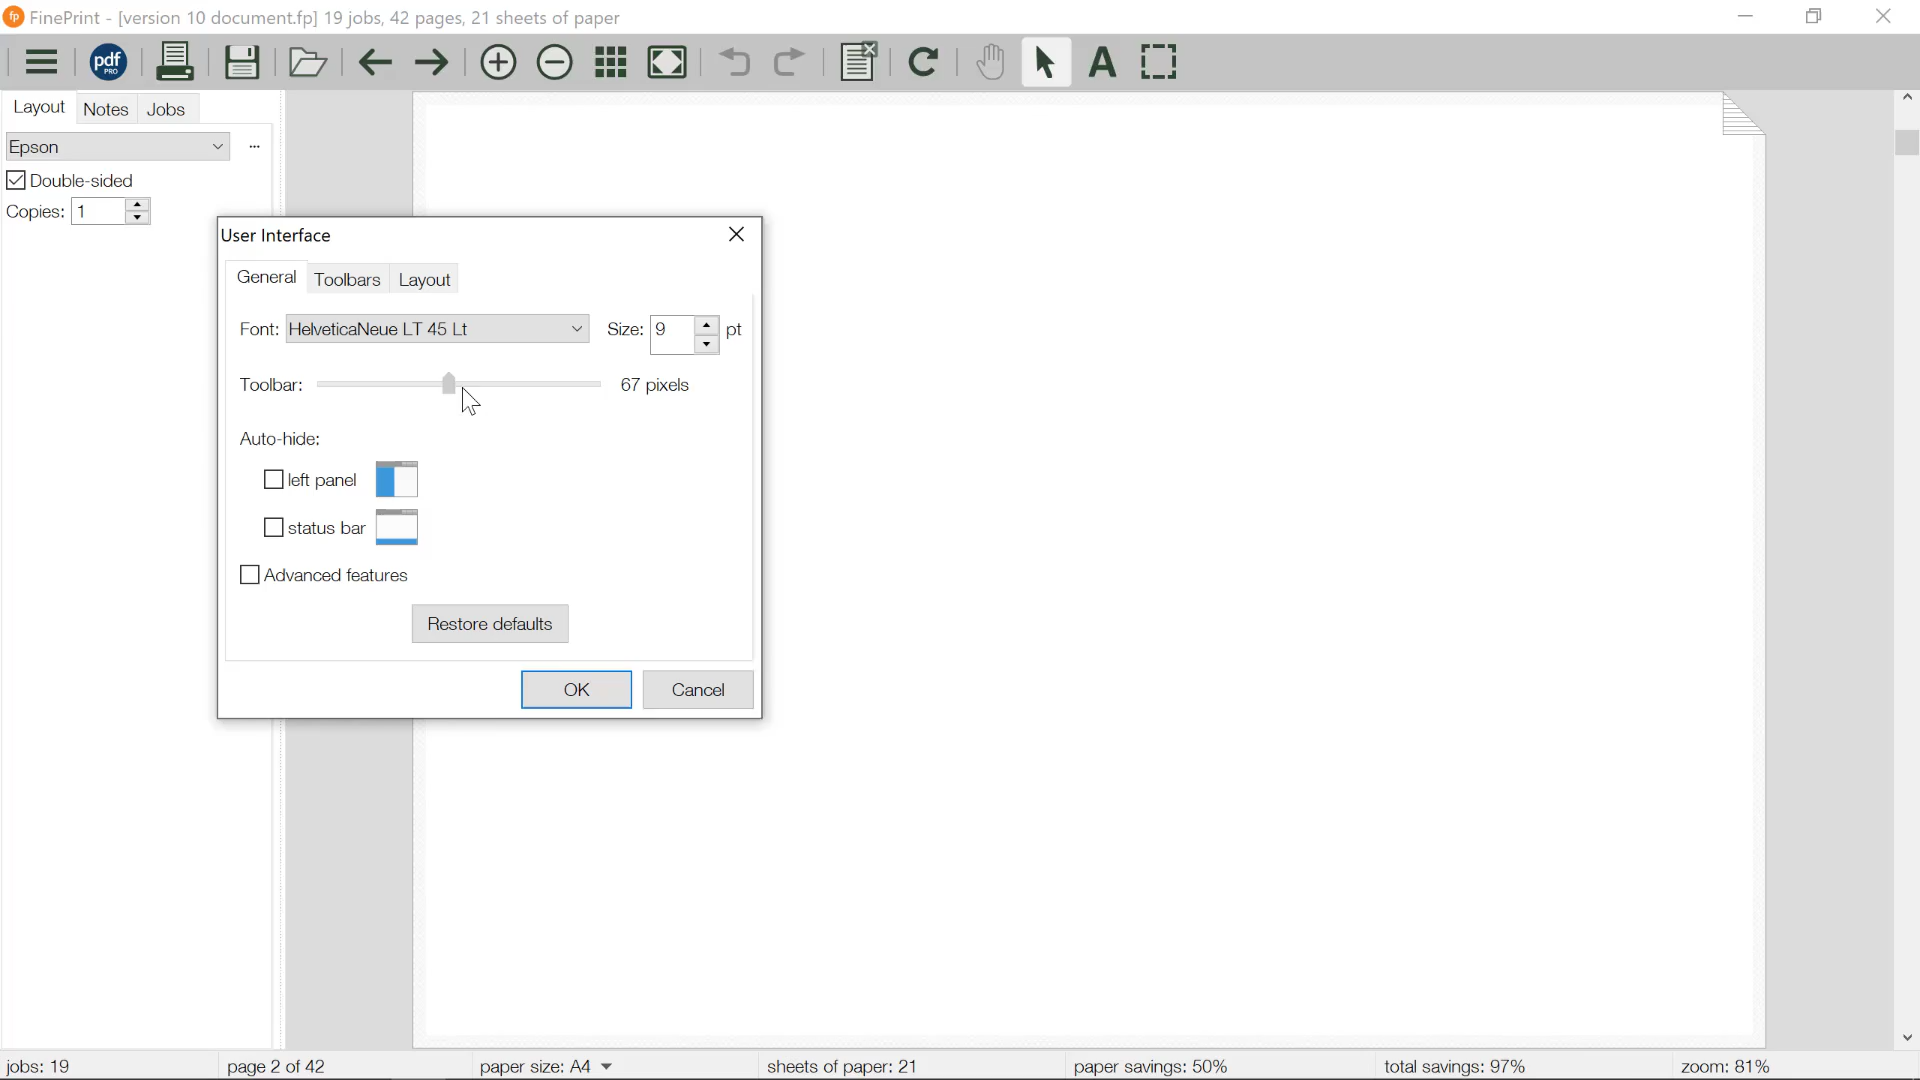 fp FinePrint - [version 10 document.fp] 19 jobs, 42 pages, 21 sheets of paper
pdf PRO A
Layout Notes Jobs
Epson ...
Double-sided
Copies: 1
User Interface
General Toolbars Layout
Font: HelveticaNeue LT 45 Lt Size: 9 pt
Toolbar: 67 pixels
Auto-hide:
left panel
status bar
Advanced features
Restore defaults
OK Cancel
jobs: 19 page 2 of 42 paper size: A4 sheets of paper: 21 paper savings: 50% total savings: 97% zoom: 81%